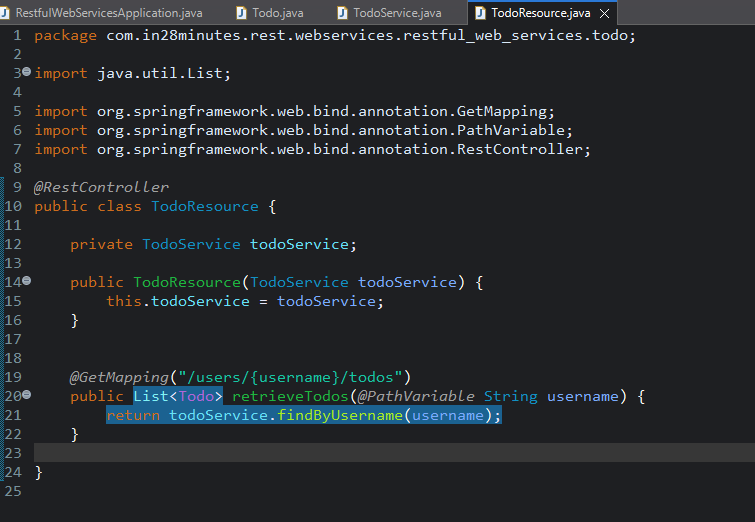 RestfulWebServicesApplication.java Todo.java TodoService.java TodoResource.java
1 package com.in28minutes.rest.webservices.restful_web_services.todo;
2
3 import java.util.List;
4
5 import org.springframework.web.bind.annotation.GetMapping;
6 import org.springframework.web.bind.annotation.PathVariable;
7 import org.springframework.web.bind.annotation.RestController;
8
9 @RestController
10 public class TodoResource {
11
12     private TodoService todoService;
13
14     public TodoResource(TodoService todoService) {
15         this.todoService = todoService;
16     }
17
18
19     @GetMapping("/users/{username}/todos")
20     public List<Todo> retrieveTodos(@PathVariable String username) {
21         return todoService.findByUsername(username);
22     }
23
24 }
25